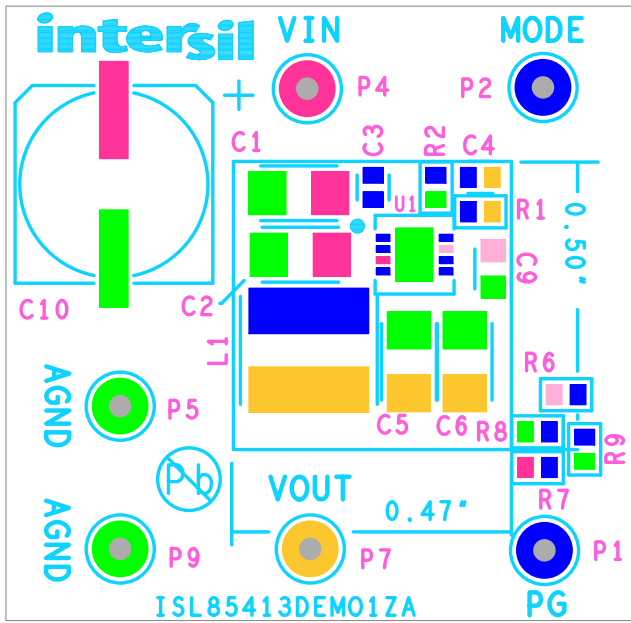 intersil
VIN
MODE
P4
P2
+
C1
C3
R2
C4
U1
R1
0.50"
C9
C10
C2
L1
R6
AGND
P5
C5
C6
R8
R9
Pb
VOUT
R7
0.47"
AGND
P9
P7
P1
ISL85413DEMO1ZA
PG